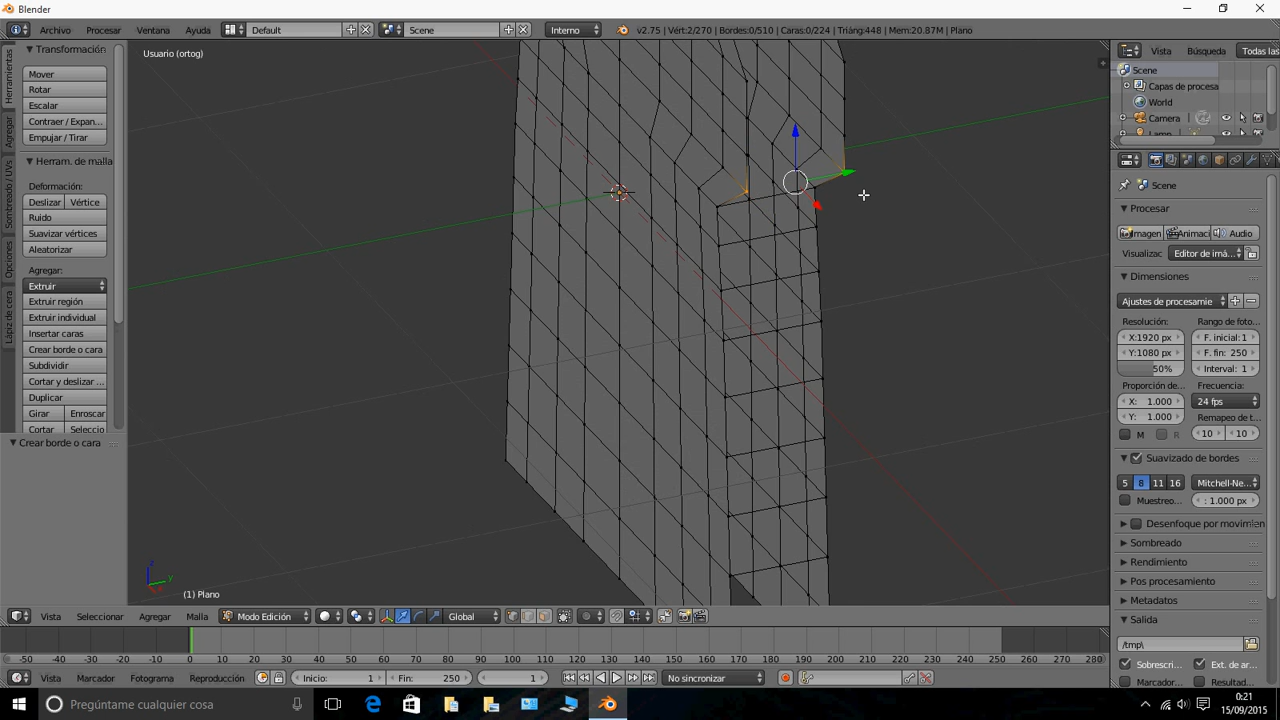 Blender
Archivo Procesar Ventana Ayuda Default Scene Interno v2.75 | Vért:2/270 | Bordes:0/510 | Caras:0/224 | Triáng:448 | Mem:20.87M | Plano
Transformación
Mover
Rotar
Escalar
Contraer / Expan...
Empujar / Tirar
Herram. de malla
Deformación:
Deslizar Vértice
Ruido
Suavizar vértices
Aleatorizar
Agregar:
Extruir
Extruir región
Extruir individual
Insertar caras
Crear borde o cara
Subdividir
Cortar y deslizar ...
Duplicar
Girar Enroscar
Cortar Seleccio
Crear borde o cara
Herramientas
Agregar
Sombreado / UVs
Opciones
Lápiz de cera
Usuario (ortog)
z
y
(1) Plano
Vista Seleccionar Agregar Malla Modo Edición Global
Vista Búsqueda Todas las
Scene
Capas de procesa
World
Camera
Lamp
Scene
Procesar
Imagen Animaci Audio
Visualizac Editor de imá...
Dimensiones
Ajustes de procesamie
Resolución: Rango de foto...
X:1920 px F. inicial: 1
Y:1080 px F. fin: 250
50% Interval: 1
Proporción de... Frecuencia:
X: 1.000 24 fps
Y: 1.000 Remapeo de t...
M R 10 10
Suavizado de bordes
5 8 11 16 Mitchell-Ne...
Muestreo... : 1.000 px
Desenfoque por movimien
Sombreado
Rendimiento
Pos procesamiento
Metadatos
Salida
/tmp\
Sobrescri... Ext. de ar...
Marcador... Resultad...
-50 -40 -30 -20 -10 0 10 20 30 40 50 60 70 80 90 100 110 120 130 140 150 160 170 180 190 200 210 220 230 240 250 260 270 280
Vista Marcador Fotograma Reproducción Inicio: 1 Fin: 250 1 No sincronizar
Pregúntame cualquier cosa
0:21
15/09/2015